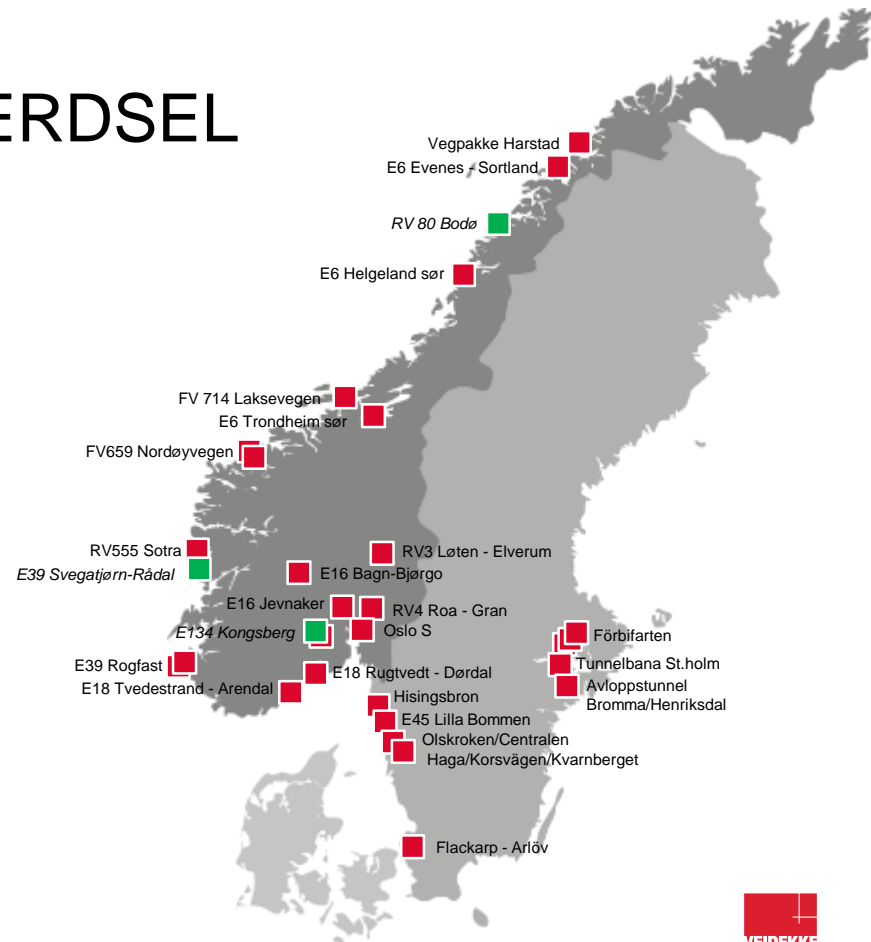 ERDSEL
Vegpakke Harstad
E6 Evenes - Sortland
RV 80 Bodø
E6 Helgeland sør
FV 714 Laksevegen
E6 Trondheim sør
FV659 Nordøyvegen
RV555 Sotra
RV3 Løten - Elverum
E39 Svegatjørn-Rådal
E16 Bagn-Bjørgo
E16 Jevnaker
RV4 Roa - Gran
E134 Kongsberg
Oslo S
Förbifarten
E39 Rogfast
Tunnelbana St.holm
E18 Rugtvedt - Dørdal
E18 Tvedestrand - Arendal
Avloppstunnel
Bromma/Henriksdal
Hisingsbron
E45 Lilla Bommen
Olskroken/Centralen
Haga/Korsvägen/Kvarnberget
Flackarp - Arlöv
VEIDEKKE